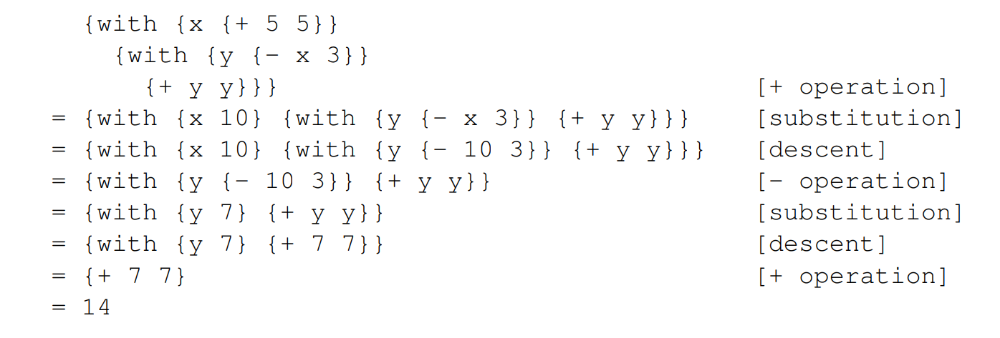 {with {x {+ 5 5}}
{with {y {- x 3}}
{+ y y}}} [+ operation]
= {with {x 10} {with {y {- x 3}} {+ y y}}} [substitution]
= {with {x 10} {with {y {- 10 3}} {+ y y}}} [descent]
= {with {y {- 10 3}} {+ y y}} [- operation]
= {with {y 7} {+ y y}} [substitution]
= {with {y 7} {+ 7 7}} [descent]
= {+ 7 7} [+ operation]
= 14